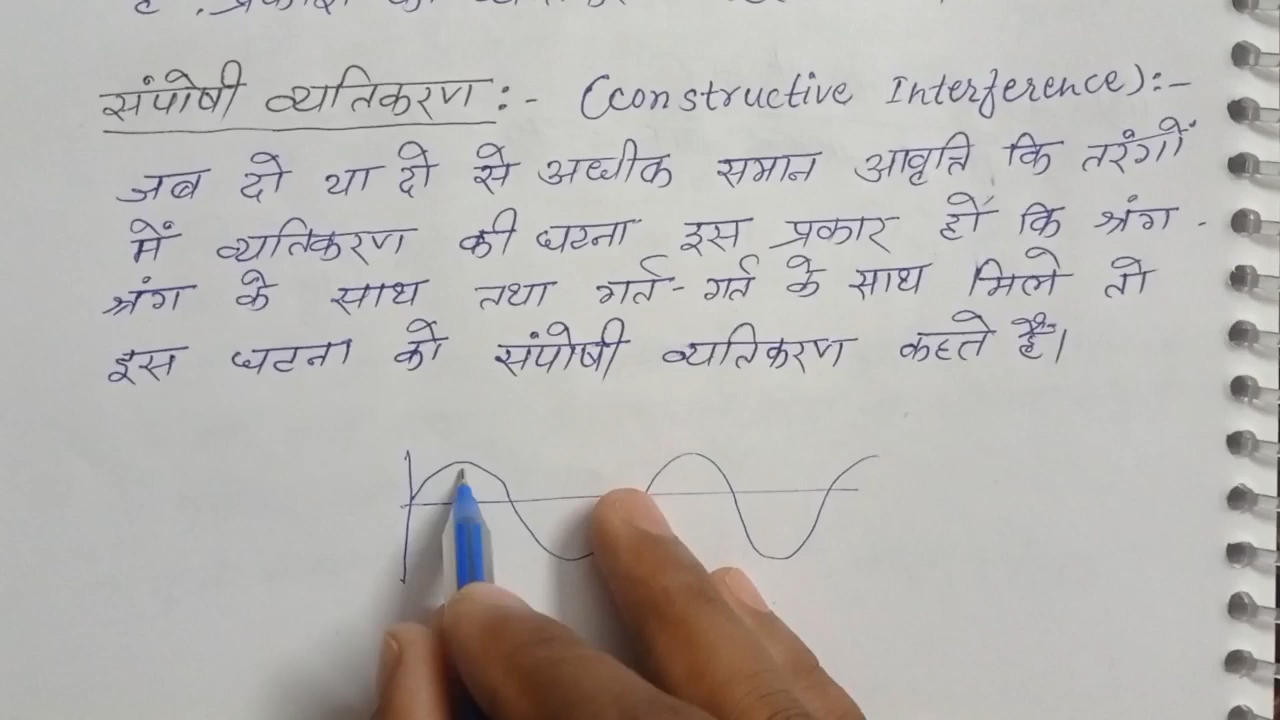 संपोषी व्यतिकरण :- (Constructive Interference):-
जब दो या दो से अधीक समान आवृत्ति कि तरंगों
में व्यतिकरण की घटना इस प्रकार हों कि श्रंग -
श्रंग के साथ तथा गर्त - गर्त के साथ मिले तो
इस घटना को संपोषी व्यतिकरण कहते हैं।